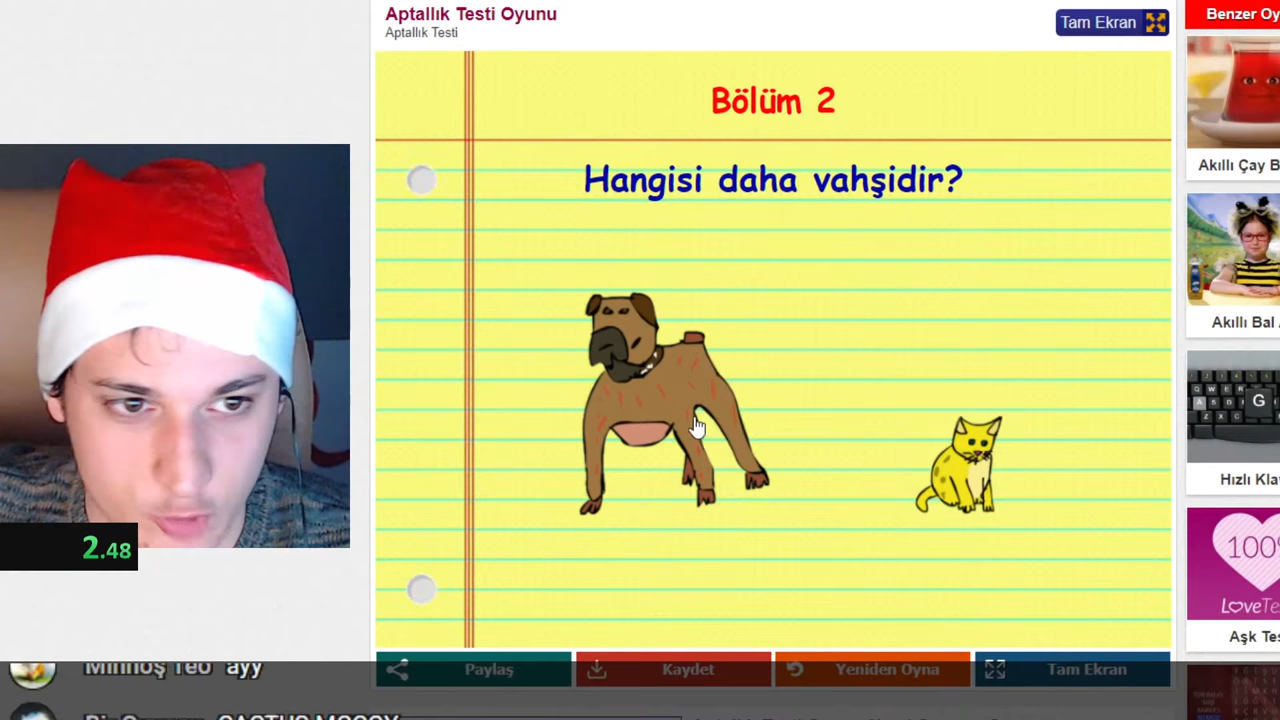 Aptallık Testi Oyunu
Aptallık Testi
Tam Ekran
Benzer Oy
Bölüm 2
Hangisi daha vahşidir?
Akıllı Çay B
Akıllı Bal
Hızlı Kla
G
100%
LoveTe
Aşk Tes
2.48
Paylaş
Kaydet
Yeniden Oyna
Tam Ekran
Minnoş Teo ayy